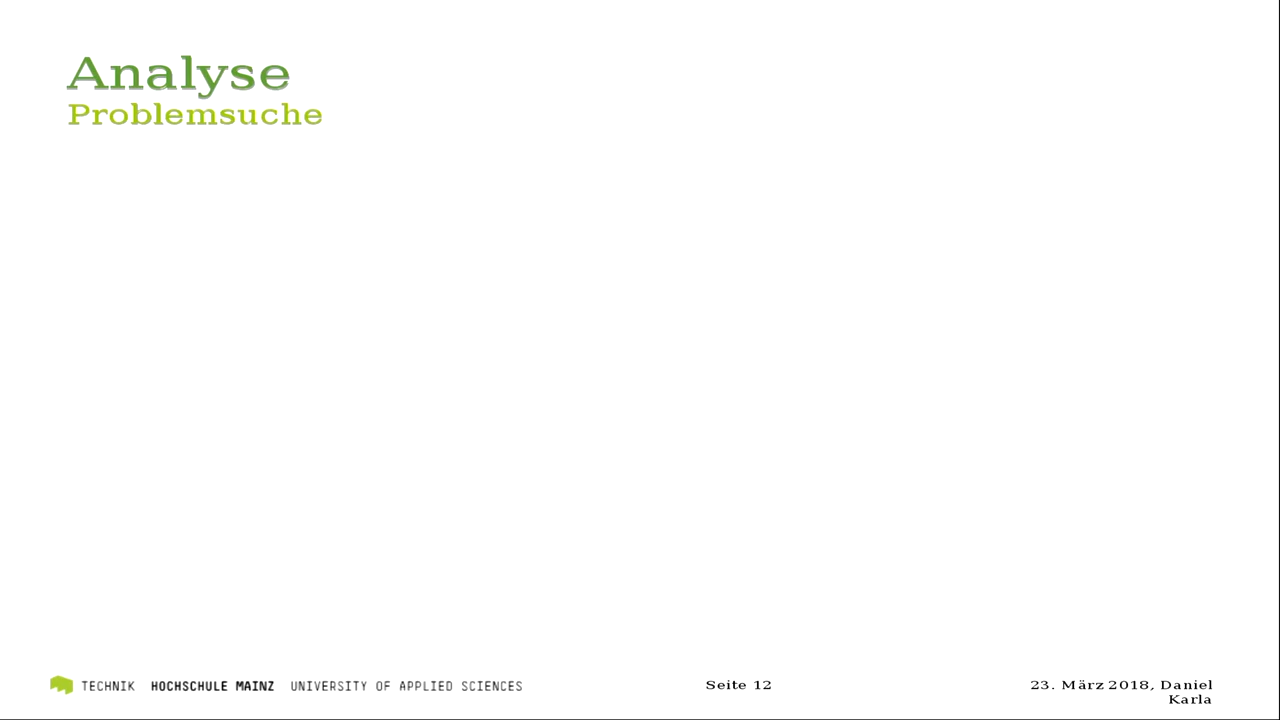 Analyse
Problemsuche
TECHNIK HOCHSCHULE MAINZ UNIVERSITY OF APPLIED SCIENCES
Seite 12
23. März 2018, Daniel
Karla